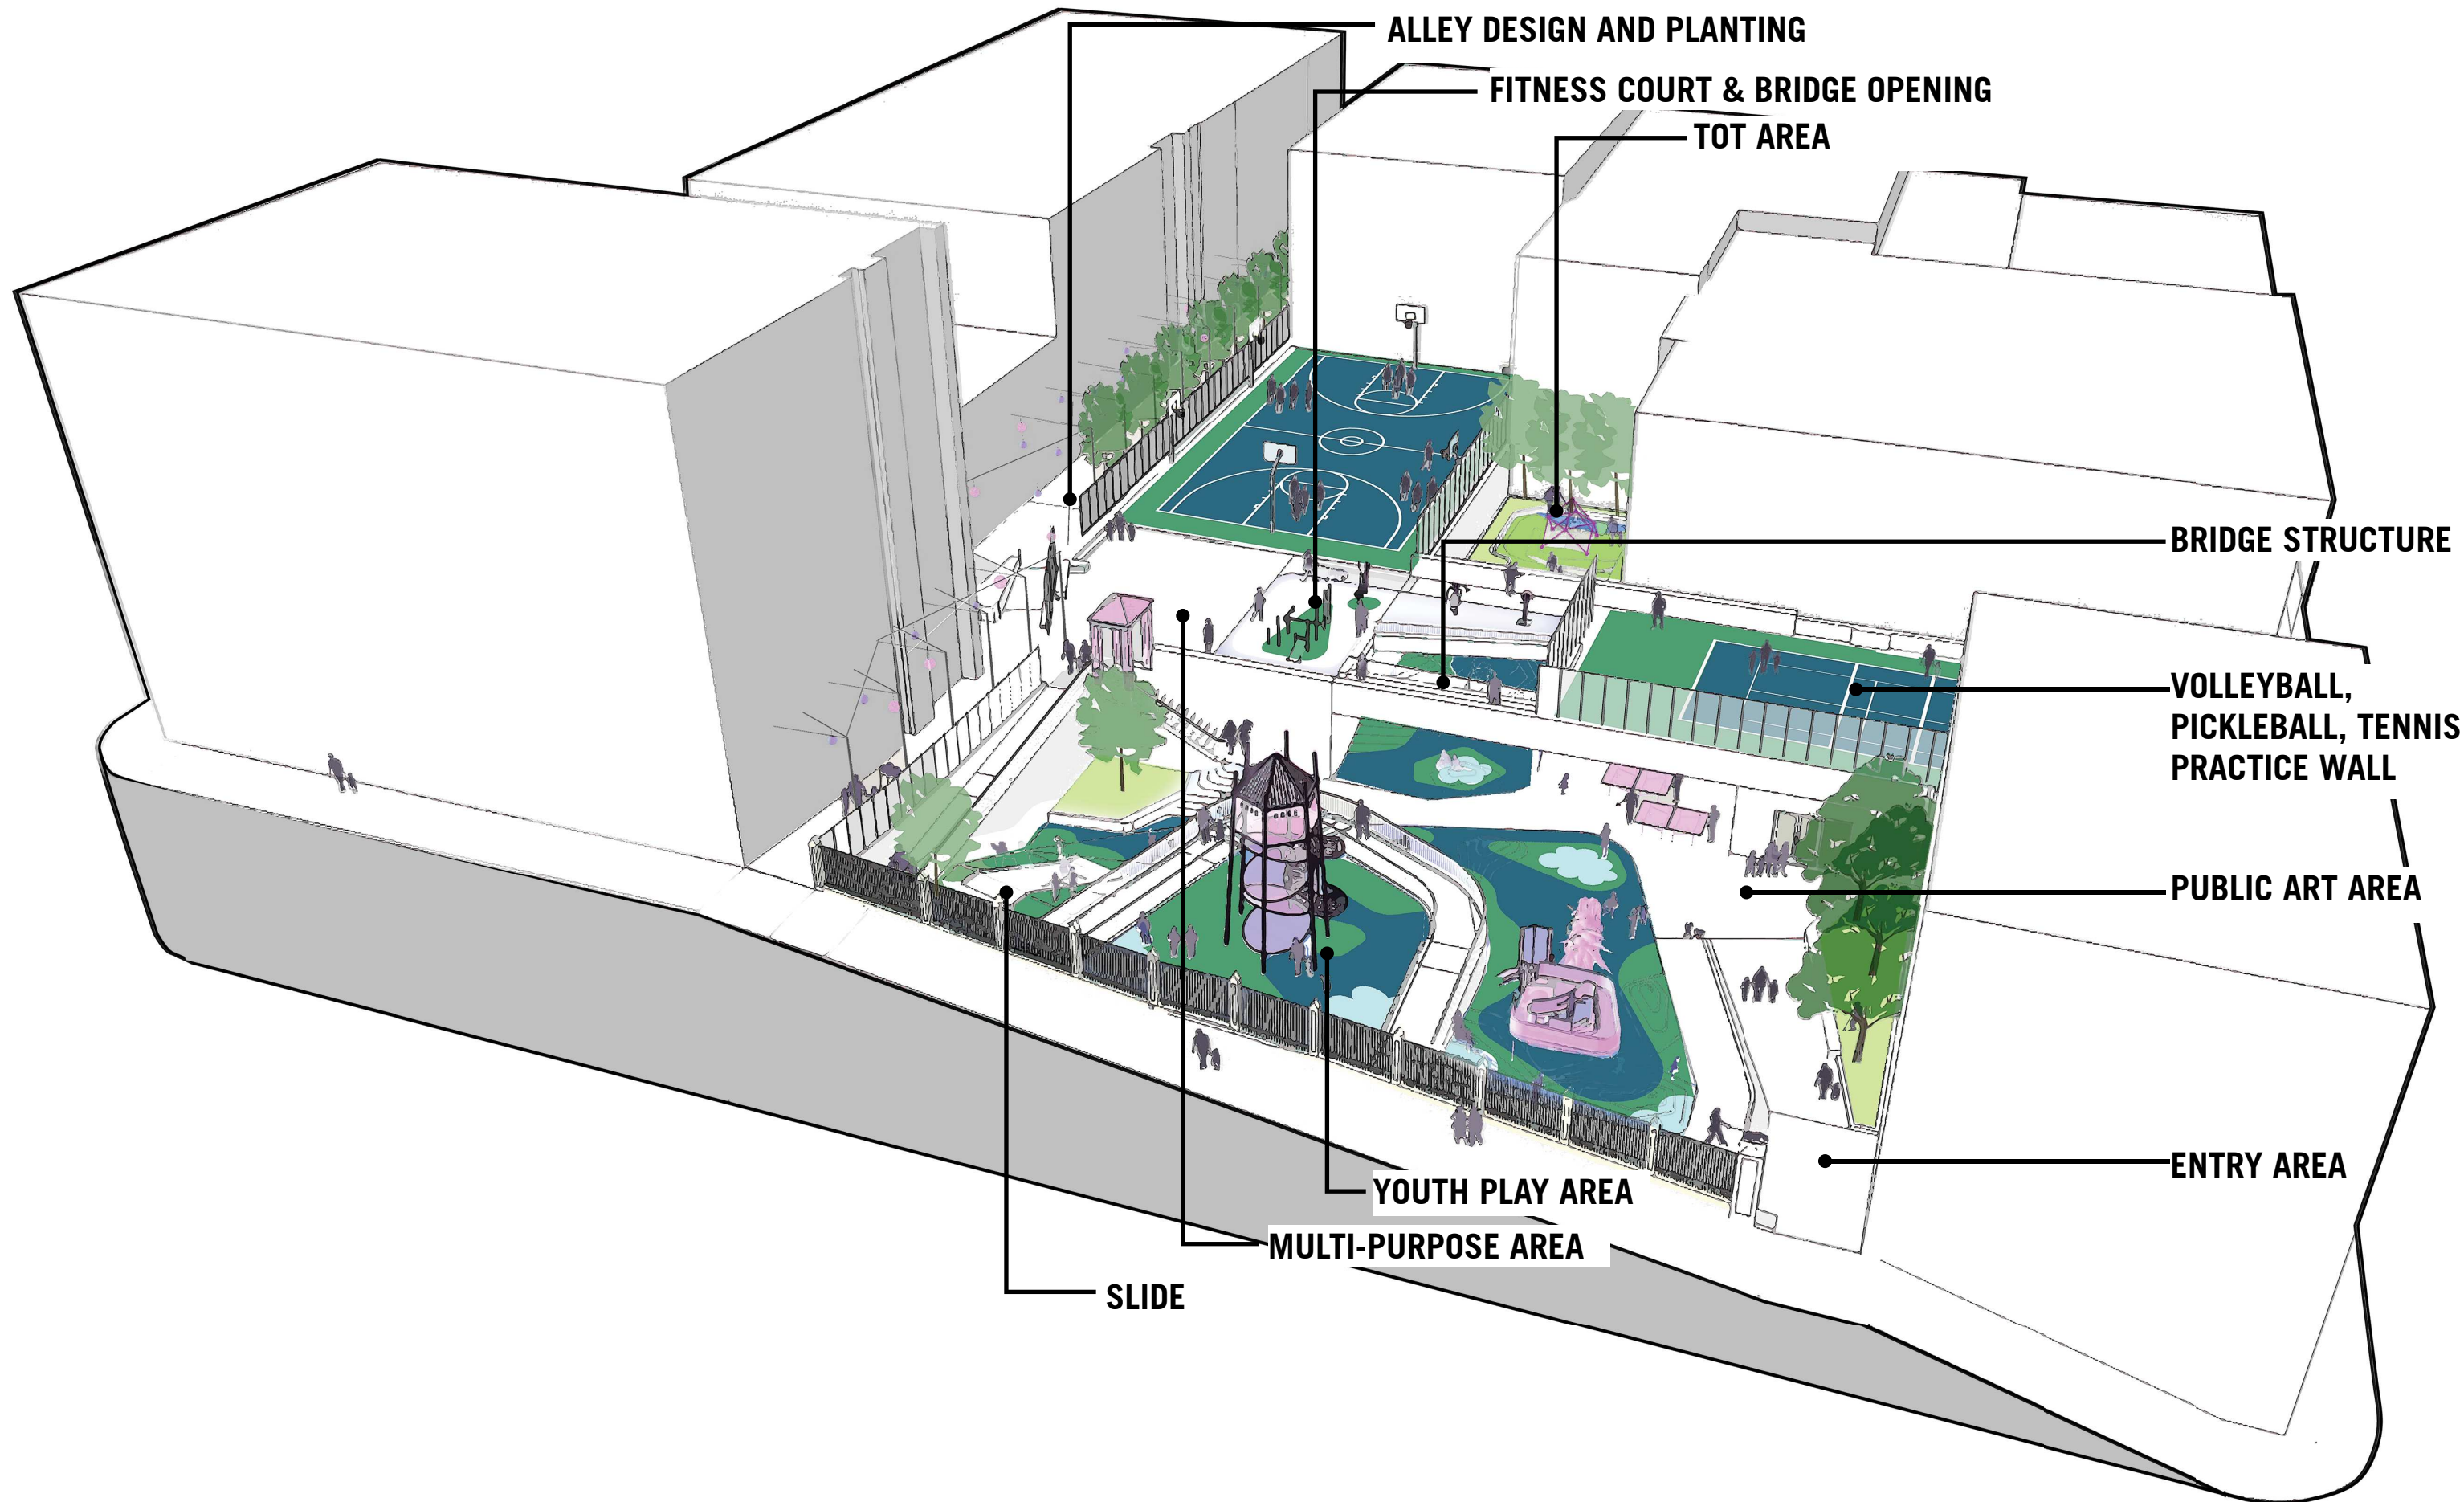 ALLEY DESIGN AND PLANTING
FITNESS COURT & BRIDGE OPENING
TOT AREA
BRIDGE STRUCTURE
VOLLEYBALL,
PICKLEBALL, TENNIS
PRACTICE WALL
PUBLIC ART AREA
ENTRY AREA
YOUTH PLAY AREA
MULTI-PURPOSE AREA
SLIDE